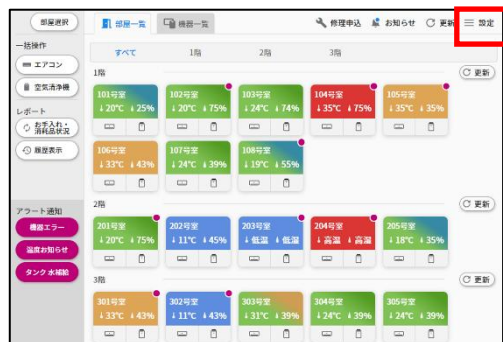 部屋選択
部屋一覧
機器一覧
修理申込
お知らせ
更新
設定
一括操作
エアコン
空気清浄機
レポート
お手入れ・
消耗品状況
履歴表示
アラート通知
機器エラー
温度お知らせ
タンク 水補給
すべて 1階 2階 3階
1階 更新
101号室 102号室 103号室 104号室 105号室
↓20℃ ↓25% ↓20℃ ↓75% ↓24℃ ↓74% ↓35℃ ↓75% ↓35℃ ↓35%
106号室 107号室 108号室
↓33℃ ↓43% ↓24℃ ↓39% ↓19℃ ↓55%
2階 更新
201号室 202号室 203号室 204号室 205号室
↓20℃ ↓75% ↓11℃ ↓45% ↓低温 ↓低湿 ↓高温 ↓高湿 ↓18℃ ↓35%
3階 更新
301号室 302号室 303号室 304号室 305号室
↓33℃ ↓43% ↓11℃ ↓43% ↓31℃ ↓39% ↓24℃ ↓39% ↓24℃ ↓39%